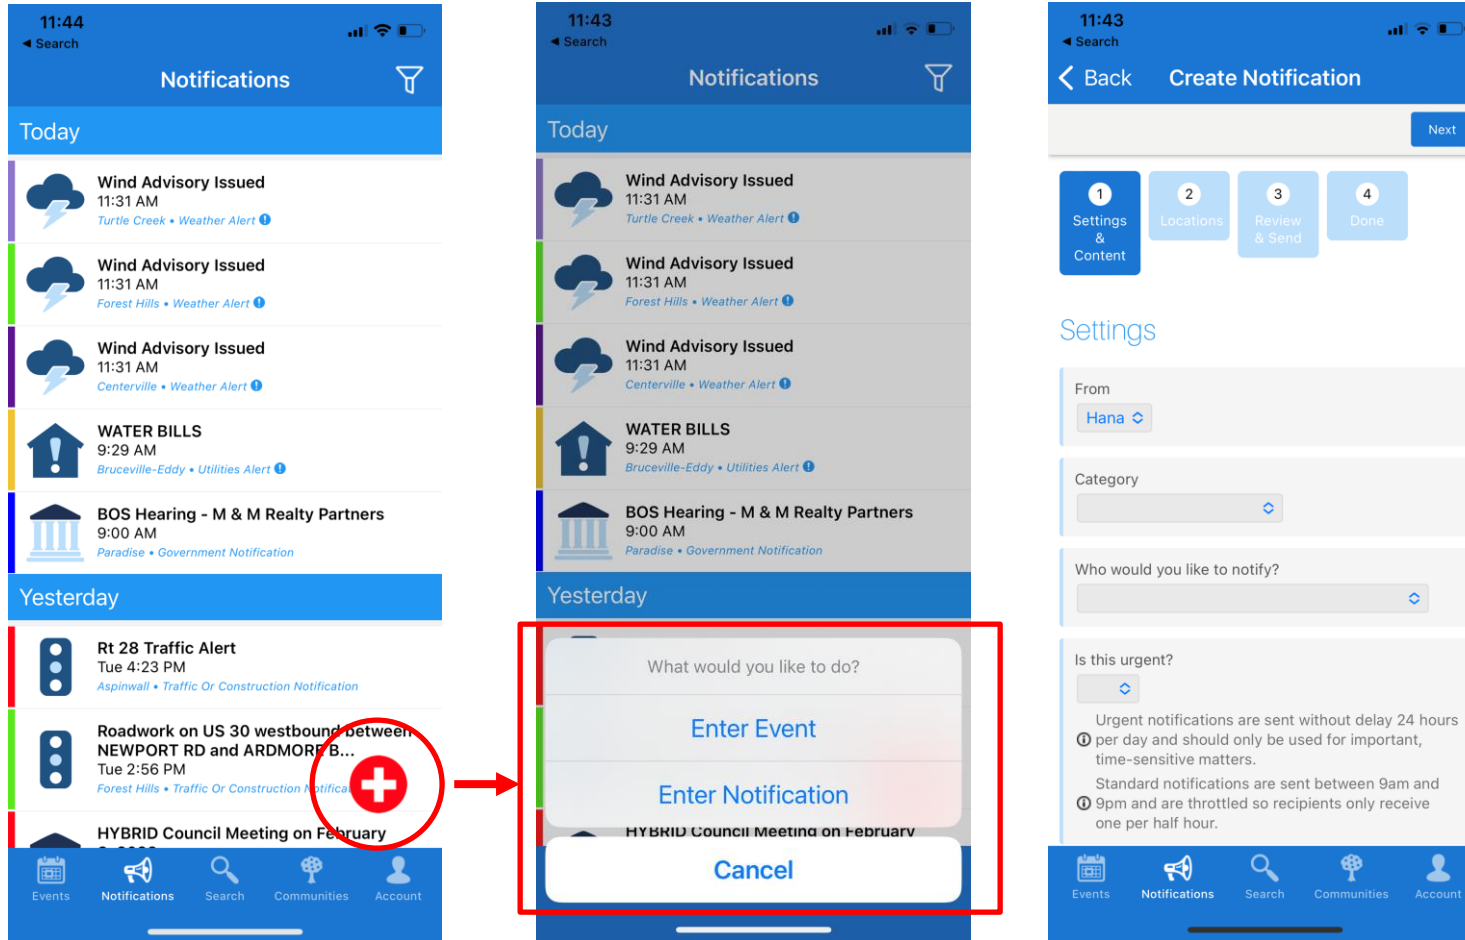 11:44
◀ Search
Notifications
Today
Wind Advisory Issued
11:31 AM
Turtle Creek • Weather Alert
Wind Advisory Issued
11:31 AM
Forest Hills • Weather Alert
Wind Advisory Issued
11:31 AM
Centerville • Weather Alert
WATER BILLS
9:29 AM
Bruceville-Eddy • Utilities Alert
BOS Hearing - M & M Realty Partners
9:00 AM
Paradise • Government Notification
Yesterday
Rt 28 Traffic Alert
Tue 4:23 PM
Aspinwall • Traffic Or Construction Notification
Roadwork on US 30 westbound between
NEWPORT RD and ARDMORE B...
Tue 2:56 PM
Forest Hills • Traffic Or Construction Notificat
HYBRID Council Meeting on February
Events
Notifications
Search
Communities
Account
11:43
◀ Search
Notifications
Today
Wind Advisory Issued
11:31 AM
Turtle Creek • Weather Alert
Wind Advisory Issued
11:31 AM
Forest Hills • Weather Alert
Wind Advisory Issued
11:31 AM
Centerville • Weather Alert
WATER BILLS
9:29 AM
Bruceville-Eddy • Utilities Alert
BOS Hearing - M & M Realty Partners
9:00 AM
Paradise • Government Notification
Yesterday
What would you like to do?
Enter Event
Enter Notification
HYBRID Council Meeting on February
Cancel
11:43
◀ Search
Back
Create Notification
Next
1
Settings
&
Content
2
Locations
3
Review
& Send
4
Done
Settings
From
Hana
Category
Who would you like to notify?
Is this urgent?
Urgent notifications are sent without delay 24 hours
per day and should only be used for important,
time-sensitive matters.
Standard notifications are sent between 9am and
9pm and are throttled so recipients only receive
one per half hour.
Events
Notifications
Search
Communities
Account